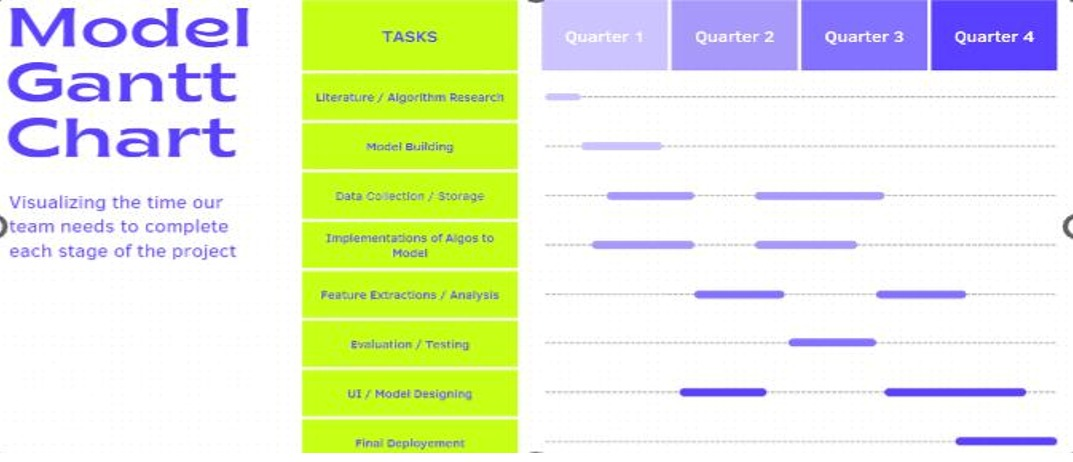 Model
Gantt
Chart
Visualizing the time our
team needs to complete
each stage of the project
TASKS
Quarter 1
Quarter 2
Quarter 3
Quarter 4
Literature / Algorithm Research
Model Building
Data Collection / Storage
Implementations of Algos to
Model
Feature Extractions / Analysis
Evaluation / Testing
UI / Model Designing
Final Deployement